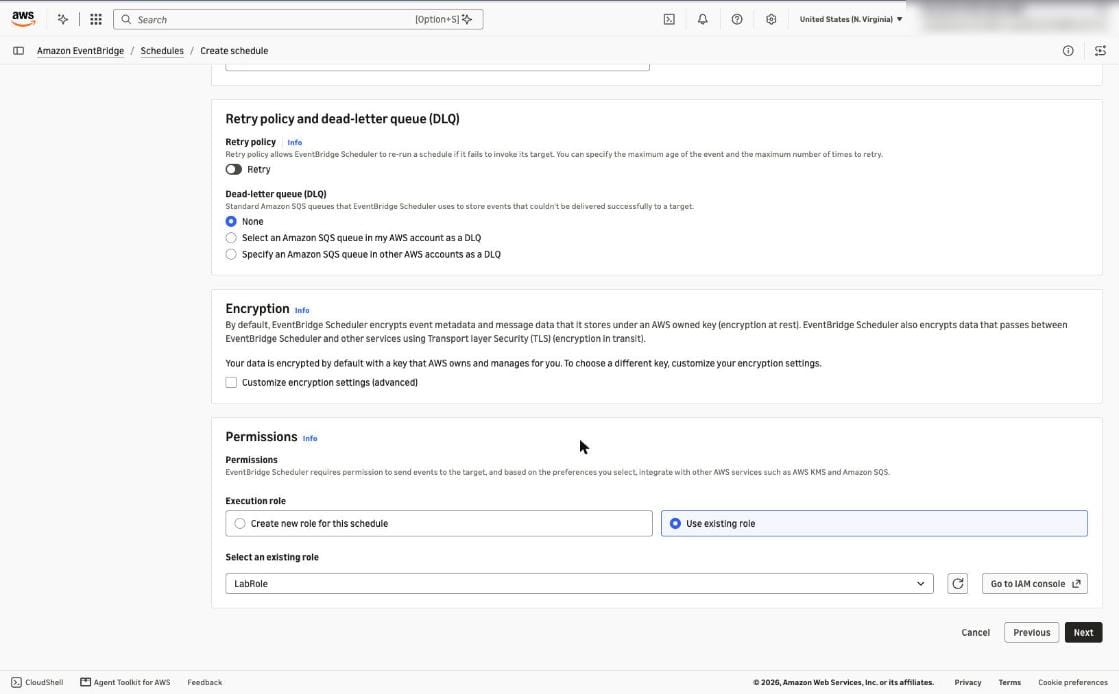 aws
Search [Option+S]
United States (N. Virginia)
Amazon EventBridge / Schedules / Create schedule
Retry policy and dead-letter queue (DLQ)
Retry policy Info
Retry policy allows EventBridge Scheduler to re-run a schedule if it fails to invoke its target. You can specify the maximum age of the event and the maximum number of times to retry.
Retry
Dead-letter queue (DLQ)
Standard Amazon SQS queues that EventBridge Scheduler uses to store events that couldn't be delivered successfully to a target.
None
Select an Amazon SQS queue in my AWS account as a DLQ
Specify an Amazon SQS queue in other AWS accounts as a DLQ
Encryption Info
By default, EventBridge Scheduler encrypts event metadata and message data that it stores under an AWS owned key (encryption at rest). EventBridge Scheduler also encrypts data that passes between
EventBridge Scheduler and other services using Transport layer Security (TLS) (encryption in transit).
Your data is encrypted by default with a key that AWS owns and manages for you. To choose a different key, customize your encryption settings.
Customize encryption settings (advanced)
Permissions Info
Permissions
EventBridge Scheduler requires permission to send events to the target, and based on the preferences you select, integrate with other AWS services such as AWS KMS and Amazon SQS.
Execution role
Create new role for this schedule
Use existing role
Select an existing role
LabRole
Go to IAM console
Cancel Previous Next
CloudShell Agent Toolkit for AWS Feedback © 2026, Amazon Web Services, Inc. or its affiliates. Privacy Terms Cookie preferences